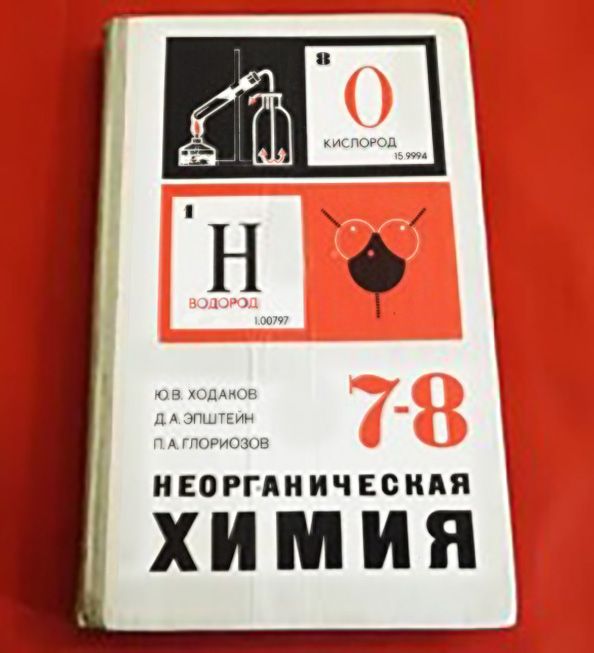 8
O
КИСЛОРОД
15.9994
1
H
ВОДОРОД
1.00797
Ю.В. ХОДАКОВ
Д.А. ЭПШТЕЙН
П.А. ГЛОРИОЗОВ
7-8
НЕОРГАНИЧЕСКАЯ
ХИМИЯ